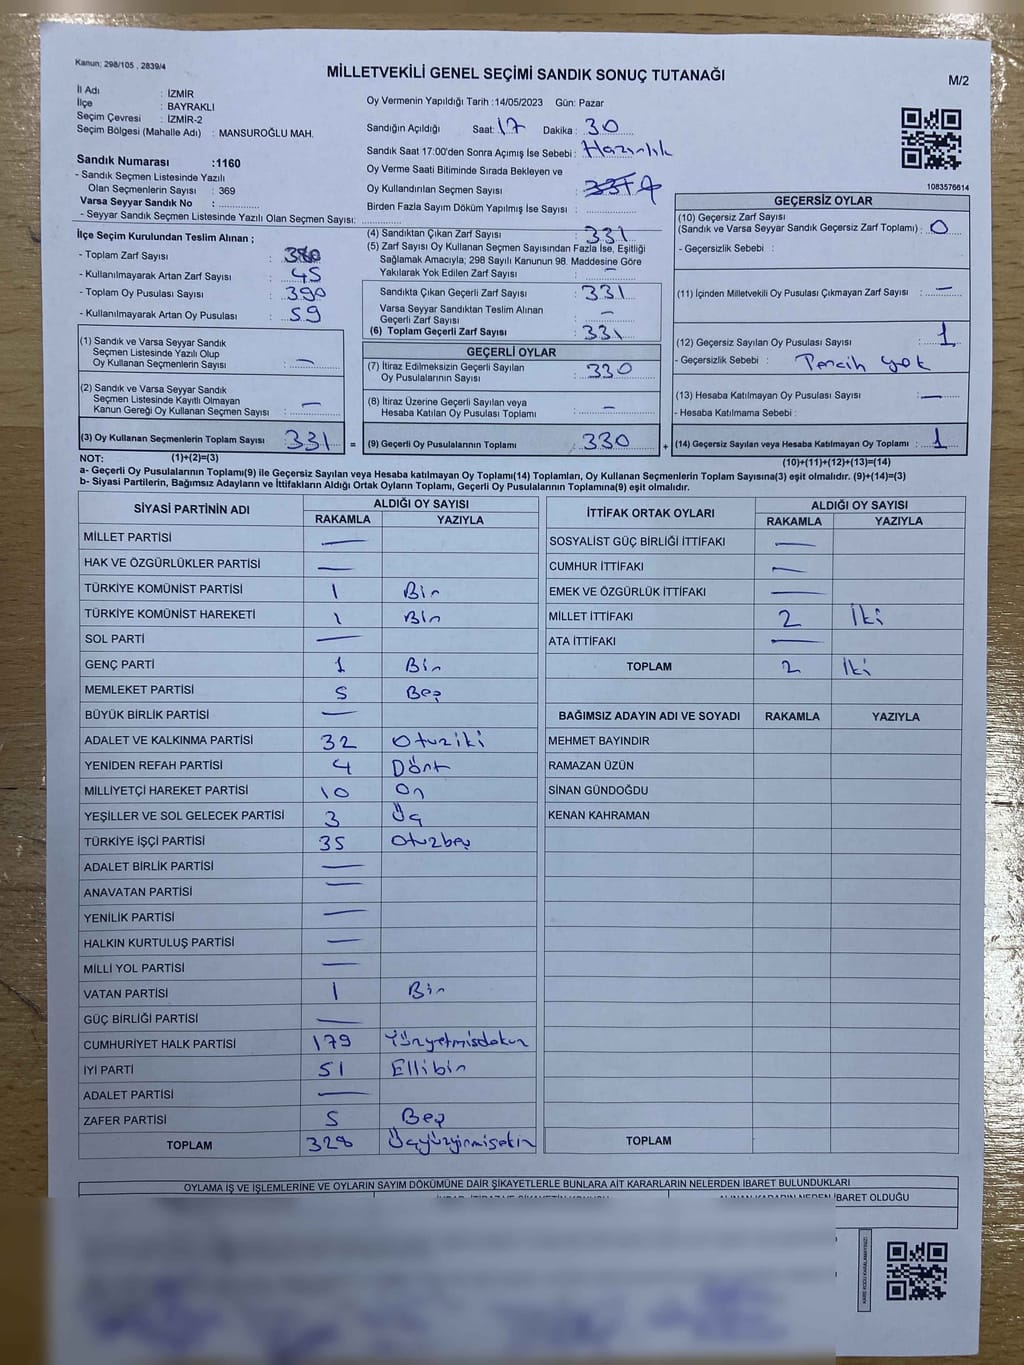 Kanun: 298/105 , 2839/4
MİLLETVEKİLİ GENEL SEÇİMİ SANDIK SONUÇ TUTANAĞI
M/2
İl Adı : İZMİR
İlçe : BAYRAKLI
Seçim Çevresi : İZMİR-2
Seçim Bölgesi (Mahalle Adı) : MANSUROĞLU MAH.
Sandık Numarası :1160
- Sandık Seçmen Listesinde Yazılı
Olan Seçmenlerin Sayısı : 369
Varsa Seyyar Sandık No :
- Seyyar Sandık Seçmen Listesinde Yazılı Olan Seçmen Sayısı:
Oy Vermenin Yapıldığı Tarih :14/05/2023 Gün: Pazar
Sandığın Açıldığı Saat: 17 Dakika : 30
Sandık Saat 17:00'den Sonra Açımış İse Sebebi : Hazırlık
Oy Verme Saati Bitiminde Sırada Bekleyen ve
Oy Kullandırılan Seçmen Sayısı :
Birden Fazla Sayım Döküm Yapılmış İse Sayısı :
1083576614
İlçe Seçim Kurulundan Teslim Alınan ;
- Toplam Zarf Sayısı : 380
- Kullanılmayarak Artan Zarf Sayısı : 45
- Toplam Oy Pusulası Sayısı : 390
- Kullanılmayarak Artan Oy Pusulası : 59
(4) Sandıktan Çıkan Zarf Sayısı : 331
(5) Zarf Sayısı Oy Kullanan Seçmen Sayısından Fazla İse, Eşitliği
Sağlamak Amacıyla; 298 Sayılı Kanunun 98. Maddesine Göre
Yakılarak Yok Edilen Zarf Sayısı : —
Sandıkta Çıkan Geçerli Zarf Sayısı : 331
Varsa Seyyar Sandıktan Teslim Alınan
Geçerli Zarf Sayısı : —
(6) Toplam Geçerli Zarf Sayısı : 331
GEÇERSİZ OYLAR
(10) Geçersiz Zarf Sayısı
(Sandık ve Varsa Seyyar Sandık Geçersiz Zarf Toplamı) : 0
- Geçersizlik Sebebi :
(11) İçinden Milletvekili Oy Pusulası Çıkmayan Zarf Sayısı : —
(12) Geçersiz Sayılan Oy Pusulası Sayısı : 1
- Geçersizlik Sebebi : Tercih yok
(13) Hesaba Katılmayan Oy Pusulası Sayısı : —
- Hesaba Katılmama Sebebi :
(1) Sandık ve Varsa Seyyar Sandık
Seçmen Listesinde Yazılı Olup
Oy Kullanan Seçmenlerin Sayısı : —
(2) Sandık ve Varsa Seyyar Sandık
Seçmen Listesinde Kayıtlı Olmayan
Kanun Gereği Oy Kullanan Seçmen Sayısı : —
GEÇERLİ OYLAR
(7) İtiraz Edilmeksizin Geçerli Sayılan
Oy Pusulalarının Sayısı : 330
(8) İtiraz Üzerine Geçerli Sayılan veya
Hesaba Katılan Oy Pusulası Toplamı : —
(3) Oy Kullanan Seçmenlerin Toplam Sayısı : 331 = (9) Geçerli Oy Pusulalarının Toplamı : 330 + (14) Geçersiz Sayılan veya Hesaba Katılmayan Oy Toplamı : 1
NOT: (1)+(2)=(3) (10)+(11)+(12)+(13)=(14)
a- Geçerli Oy Pusulalarının Toplamı(9) ile Geçersiz Sayılan veya Hesaba katılmayan Oy Toplamı(14) Toplamları, Oy Kullanan Seçmenlerin Toplam Sayısına(3) eşit olmalıdır. (9)+(14)=(3)
b- Siyasi Partilerin, Bağımsız Adayların ve İttifakların Aldığı Ortak Oyların Toplamı, Geçerli Oy Pusulalarının Toplamına(9) eşit olmalıdır.
SİYASİ PARTİNİN ADI ALDIĞI OY SAYISI
RAKAMLA YAZIYLA
MİLLET PARTİSİ —
HAK VE ÖZGÜRLÜKLER PARTİSİ —
TÜRKİYE KOMÜNİST PARTİSİ 1 Bir
TÜRKİYE KOMÜNİST HAREKETİ 1 Bir
SOL PARTİ —
GENÇ PARTİ 1 Bir
MEMLEKET PARTİSİ 5 Beş
BÜYÜK BİRLİK PARTİSİ —
ADALET VE KALKINMA PARTİSİ 32 Otuziki
YENİDEN REFAH PARTİSİ 4 Dört
MİLLİYETÇİ HAREKET PARTİSİ 10 On
YEŞİLLER VE SOL GELECEK PARTİSİ 3 Üç
TÜRKİYE İŞÇİ PARTİSİ 35 Otuzbeş
ADALET BİRLİK PARTİSİ —
ANAVATAN PARTİSİ —
YENİLİK PARTİSİ —
HALKIN KURTULUŞ PARTİSİ —
MİLLİ YOL PARTİSİ —
VATAN PARTİSİ 1 Bir
GÜÇ BİRLİĞİ PARTİSİ —
CUMHURİYET HALK PARTİSİ 179 Yüzyetmişdokuz
İYİ PARTİ 51 Ellibir
ADALET PARTİSİ —
ZAFER PARTİSİ 5 Beş
TOPLAM 328 Üçyüzyirmisekiz
İTTİFAK ORTAK OYLARI ALDIĞI OY SAYISI
RAKAMLA YAZIYLA
SOSYALİST GÜÇ BİRLİĞİ İTTİFAKI —
CUMHUR İTTİFAKI —
EMEK VE ÖZGÜRLÜK İTTİFAKI —
MİLLET İTTİFAKI 2 İki
ATA İTTİFAKI —
TOPLAM 2 İki
BAĞIMSIZ ADAYIN ADI VE SOYADI RAKAMLA YAZIYLA
MEHMET BAYINDIR
RAMAZAN ÜZÜN
SİNAN GÜNDOĞDU
KENAN KAHRAMAN
TOPLAM
OYLAMA İŞ VE İŞLEMLERİNE VE OYLARIN SAYIM DÖKÜMÜNE DAİR ŞİKAYETLERLE BUNLARA AİT KARARLARIN NELERDEN İBARET BULUNDUKLARI
ALINAN KARARIN NEDEN İBARET OLDUĞU
KARE KODU KARALAMAYINIZ!